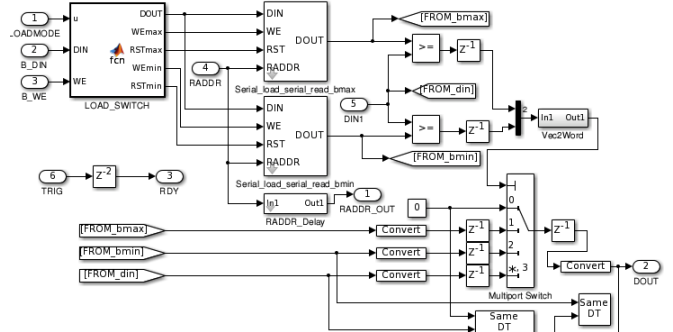 1
u
DOUT
DIN
[FROM_bmax]
LOADMODE
WEmax
WE
2
DIN
fcn
RSTmax
RST
DOUT
>=
Z-1
B_DIN
WEmin
4
RADDR
3
WE
RSTmin
RADDR
[FROM_din]
B_WE
LOAD_SWITCH
Serial_load_serial_read_bmax
5
DIN1
2
In1 Out1
Vec2Word
DIN
WE
DOUT
>=
Z-1
RST
RADDR
[FROM_bmin]
6
Z-2
3
TRIG
RDY
Serial_load_serial_read_bmin
In1 Out1
1
RADDR_Delay
RADDR_OUT
0
0
[FROM_bmax]
Convert
Z-1
1
Z-1
[FROM_bmin]
Convert
Z-1
2
[FROM_din]
Convert
Z-1
*, 3
Convert
2
DOUT
Multiport Switch
Same
DT
Same
DT